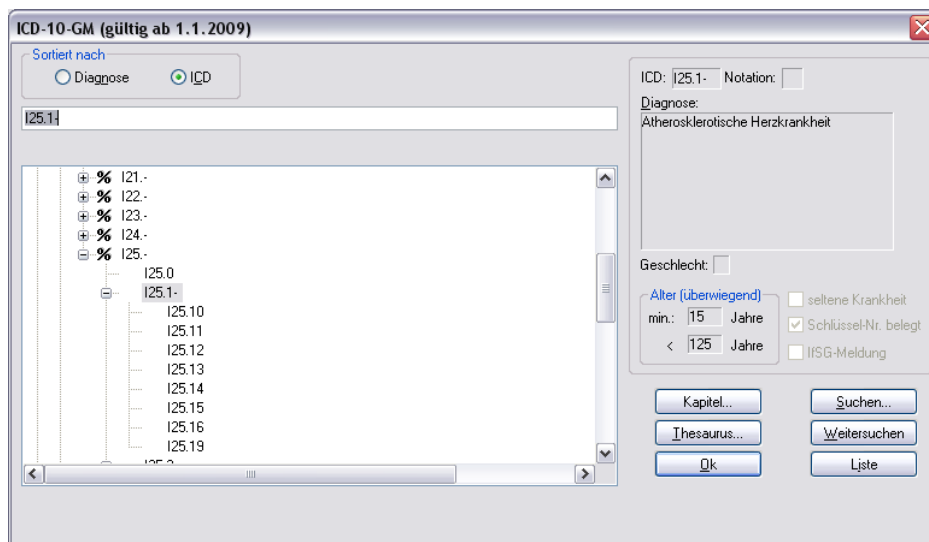 ICD-10-GM (gültig ab 1.1.2009)
Sortiert nach
Diagnose ICD
I25.1-
% I21.-
% I22.-
% I23.-
% I24.-
% I25.-
I25.0
I25.1-
I25.10
I25.11
I25.12
I25.13
I25.14
I25.15
I25.16
I25.19
ICD: I25.1- Notation:
Diagnose:
Atherosklerotische Herzkrankheit
Geschlecht:
Alter (überwiegend)
min.: 15 Jahre
< 125 Jahre
seltene Krankheit
Schlüssel-Nr. belegt
IfSG-Meldung
Kapitel... Suchen...
Thesaurus... Weitersuchen
Ok Liste